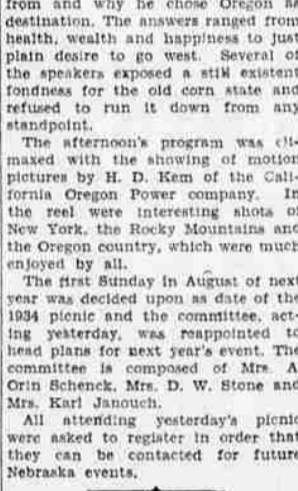 from and why he chose Oregon as
destination. The answers ranged from
health, wealth and happiness to just
plain desire to go west. Several of
the speakers exposed a still existent
fondness for the old corn state and
refused to run it down from any
standpoint.
The afternoon's program was cli-
maxed with the showing of motion
pictures by H. D. Kem of the Cali-
fornia Oregon Power company. In
the reel were interesting shots of
New York, the Rocky Mountains and
the Oregon country, which were much
enjoyed by all.
The first Sunday in August of next
year was decided upon as date of the
1934 picnic and the committee, act-
ing yesterday, was reappointed to
head plans for next year's event. The
committee is composed of Mrs. A
Orin Schenck, Mrs. D. W. Stone and
Mrs. Karl Janouch.
All attending yesterday's picnic
were asked to register in order that
they can be contacted for future
Nebraska events.